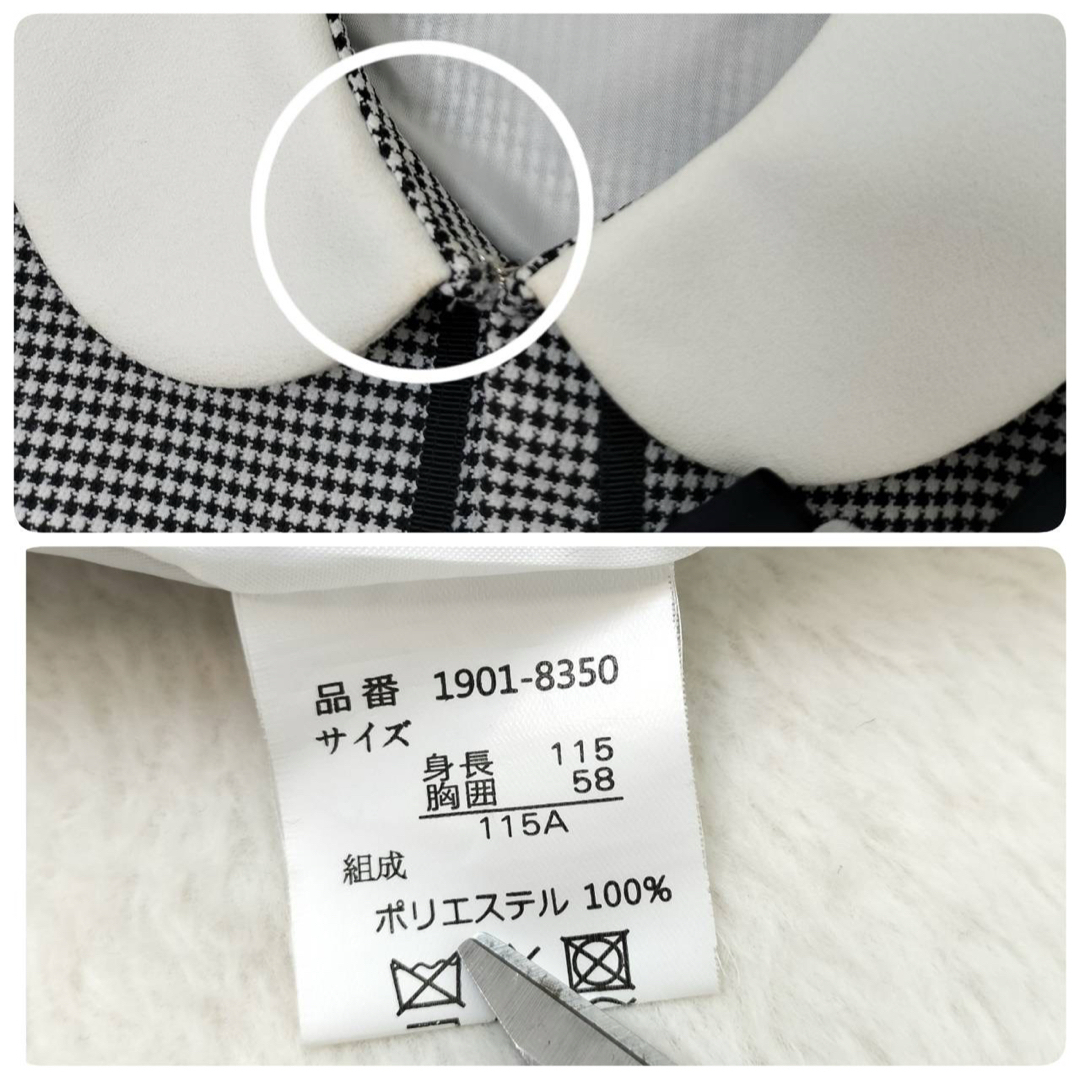 品番 1901-8350
サイズ
身長 115
胸囲 58
115A
組成
ポリエステル 100%